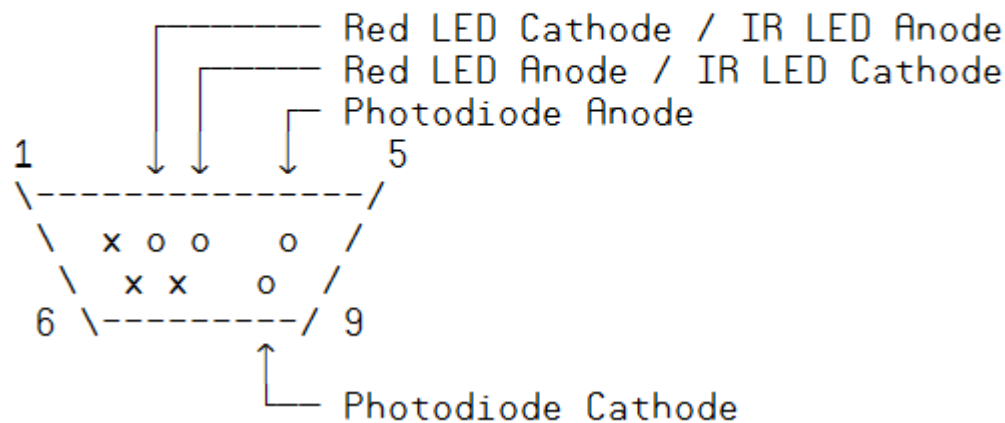 Red LED Cathode / IR LED Anode
Red LED Anode / IR LED Cathode
Photodiode Anode
1 5
\---------------/
\ x o o o /
\ x x o /
6 \---------/ 9
Photodiode Cathode